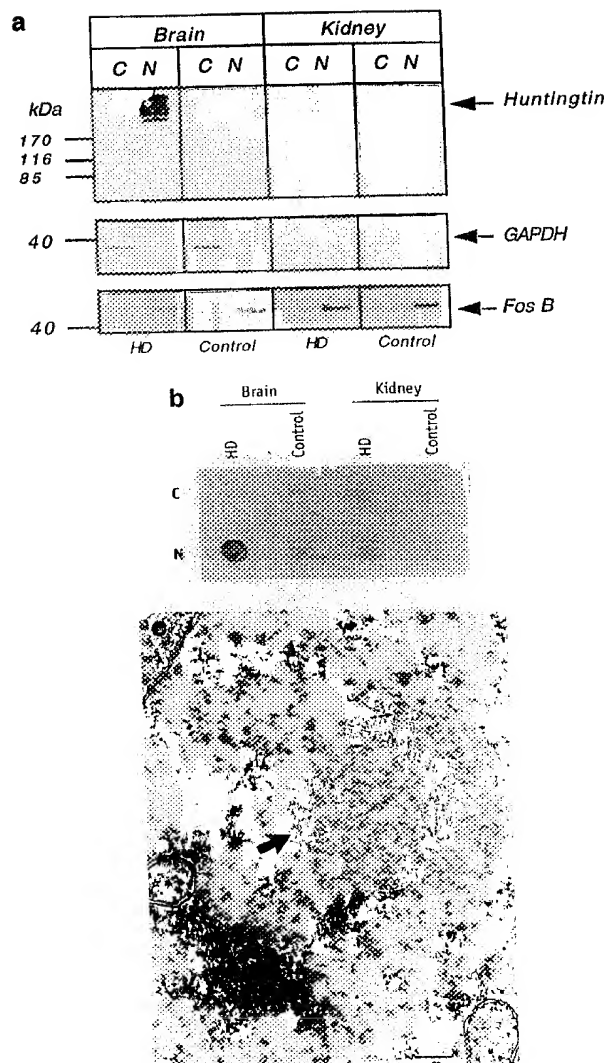 a
Brain Kidney
C N C N C N C N
kDa
Huntingtin
170
116
85
40
GAPDH
40
Fos B
HD Control HD Control
b
Brain Kidney
HD Control HD Control
C
N